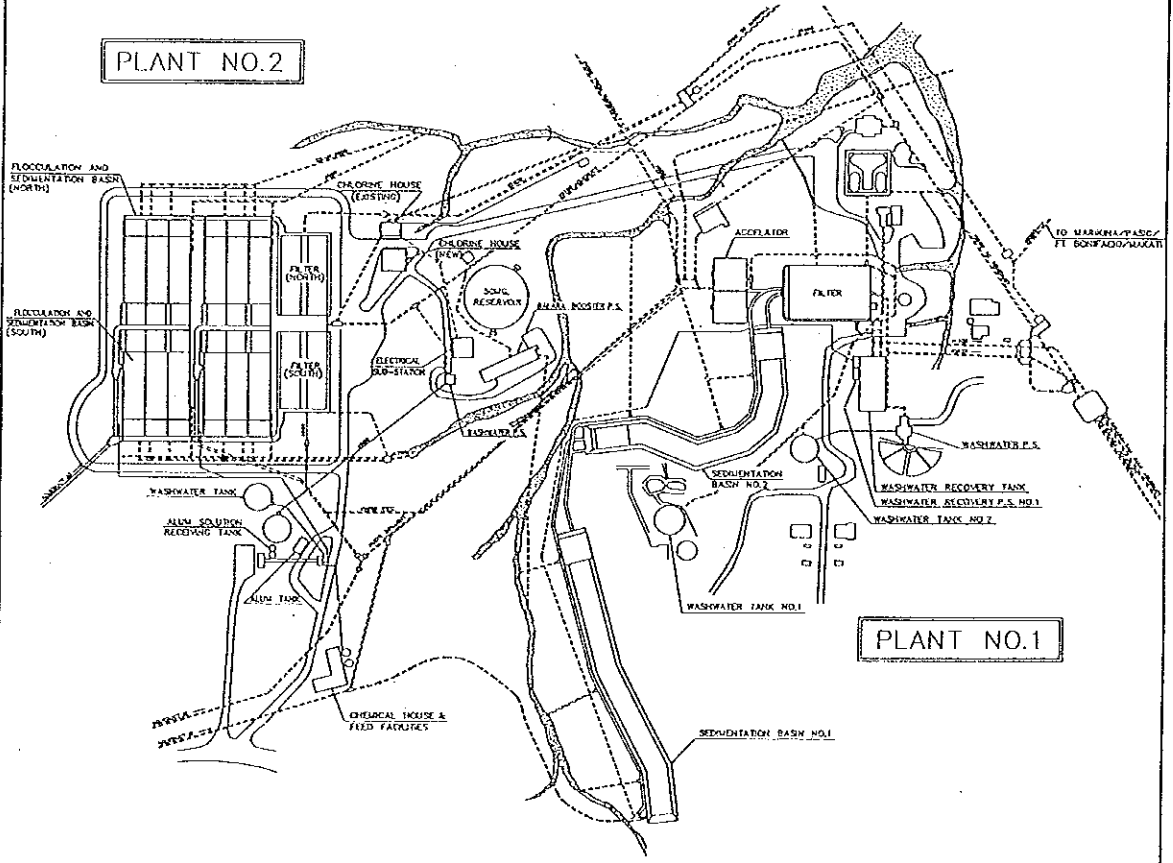 PLANT NO.2
FLOCCULATION AND
SEDIMENTATION BASIN
(NORTH)
CHLORINE HOUSE
(EXISTING)
CHLORINE HOUSE
(NEW)
FILTER
(NORTH)
RESERVOIR
BALARA BOOSTER P.S.
FLOCCULATION AND
SEDIMENTATION BASIN
(SOUTH)
FILTER
(SOUTH)
ELECTRICAL
SUB-STATION
WASHWATER P.S.
ACCELATOR
FILTER
TO MARIKINA/PASIG/
FT BONIFACIO/MAKATI
WASHWATER TANK
ALUM SOLUTION
RECEIVING TANK
ALUM TANK
CHEMICAL HOUSE &
FEED FACILITIES
SEDIMENTATION
BASIN NO.2
WASHWATER P.S.
WASHWATER RECOVERY TANK
WASHWATER RECOVERY P.S. NO.1
WASHWATER TANK NO.2
WASHWATER TANK NO.1
PLANT NO.1
SEDIMENTATION BASIN NO.1